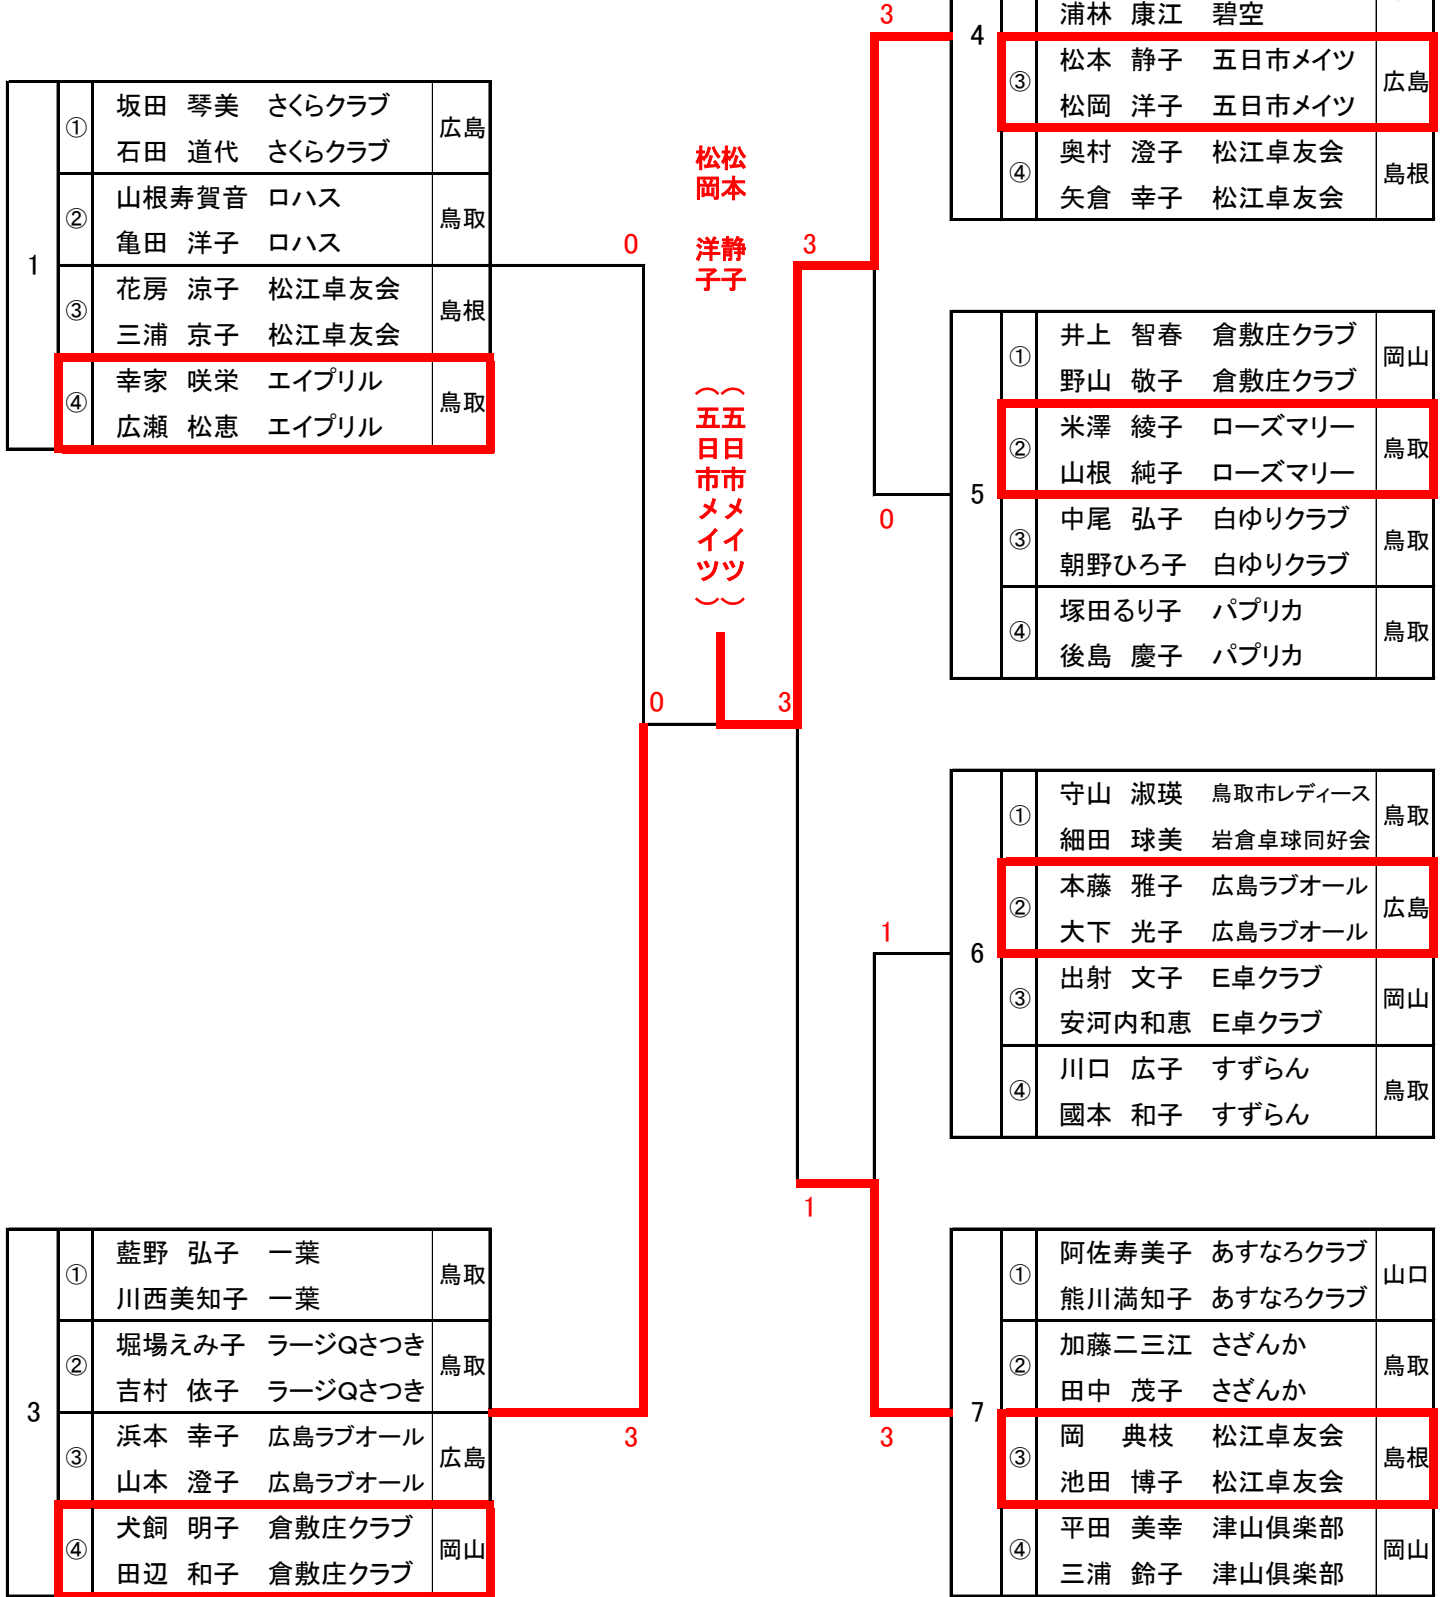 1
① 坂田 琴美 さくらクラブ 広島
石田 道代 さくらクラブ
② 山根寿賀音 ロハス 鳥取
亀田 洋子 ロハス
③ 花房 涼子 松江卓友会 島根
三浦 京子 松江卓友会
④ 幸家 咲栄 エイプリル 鳥取
広瀬 松恵 エイプリル
0
3
① 藍野 弘子 一葉 鳥取
川西美知子 一葉
② 堀場えみ子 ラージQさつき 鳥取
吉村 依子 ラージQさつき
③ 浜本 幸子 広島ラブオール 広島
山本 澄子 広島ラブオール
④ 犬飼 明子 倉敷庄クラブ 岡山
田辺 和子 倉敷庄クラブ
3
0
3
松本 静子 (五日市メイツ)
松岡 洋子 (五日市メイツ)
3
1
3
4
浦林 康江 碧空
③ 松本 静子 五日市メイツ 広島
松岡 洋子 五日市メイツ
④ 奥村 澄子 松江卓友会 島根
矢倉 幸子 松江卓友会
0
5
① 井上 智春 倉敷庄クラブ 岡山
野山 敬子 倉敷庄クラブ
② 米澤 綾子 ローズマリー 鳥取
山根 純子 ローズマリー
③ 中尾 弘子 白ゆりクラブ 鳥取
朝野ひろ子 白ゆりクラブ
④ 塚田るり子 パプリカ 鳥取
後島 慶子 パプリカ
1
6
① 守山 淑瑛 鳥取市レディース 鳥取
細田 球美 岩倉卓球同好会
② 本藤 雅子 広島ラブオール 広島
大下 光子 広島ラブオール
③ 出射 文子 E卓クラブ 岡山
安河内和恵 E卓クラブ
④ 川口 広子 すずらん 鳥取
國本 和子 すずらん
3
7
① 阿佐寿美子 あすなろクラブ 山口
熊川満知子 あすなろクラブ
② 加藤二三江 さざんか 鳥取
田中 茂子 さざんか
③ 岡 典枝 松江卓友会 島根
池田 博子 松江卓友会
④ 平田 美幸 津山倶楽部 岡山
三浦 鈴子 津山倶楽部